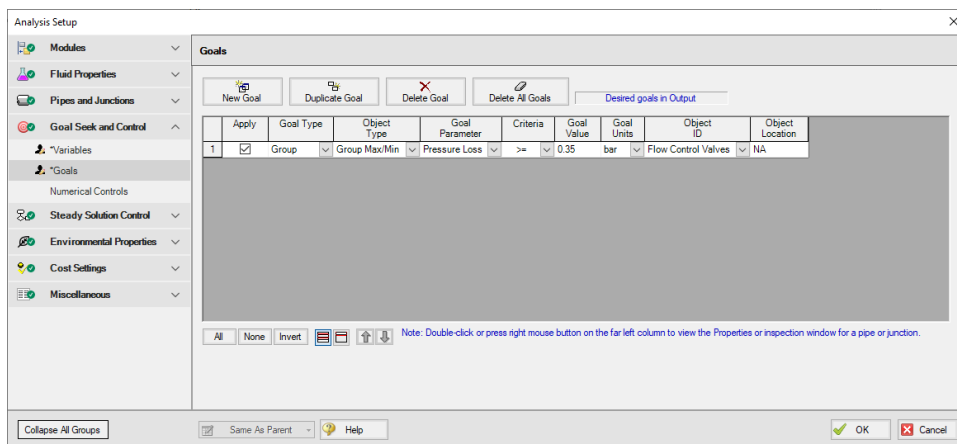 Analysis Setup
Modules
Fluid Properties
Pipes and Junctions
Goal Seek and Control
*Variables
*Goals
Numerical Controls
Steady Solution Control
Environmental Properties
Cost Settings
Miscellaneous
Collapse All Groups
Goals
New Goal Duplicate Goal Delete Goal Delete All Goals Desired goals in Output
Apply Goal Type Object Type Goal Parameter Criteria Goal Value Goal Units Object ID Object Location
1 Group Group Max/Min Pressure Loss >= 0.35 bar Flow Control Valves NA
All None Invert Note: Double-click or press right mouse button on the far left column to view the Properties or inspection window for a pipe or junction.
Same As Parent Help OK Cancel